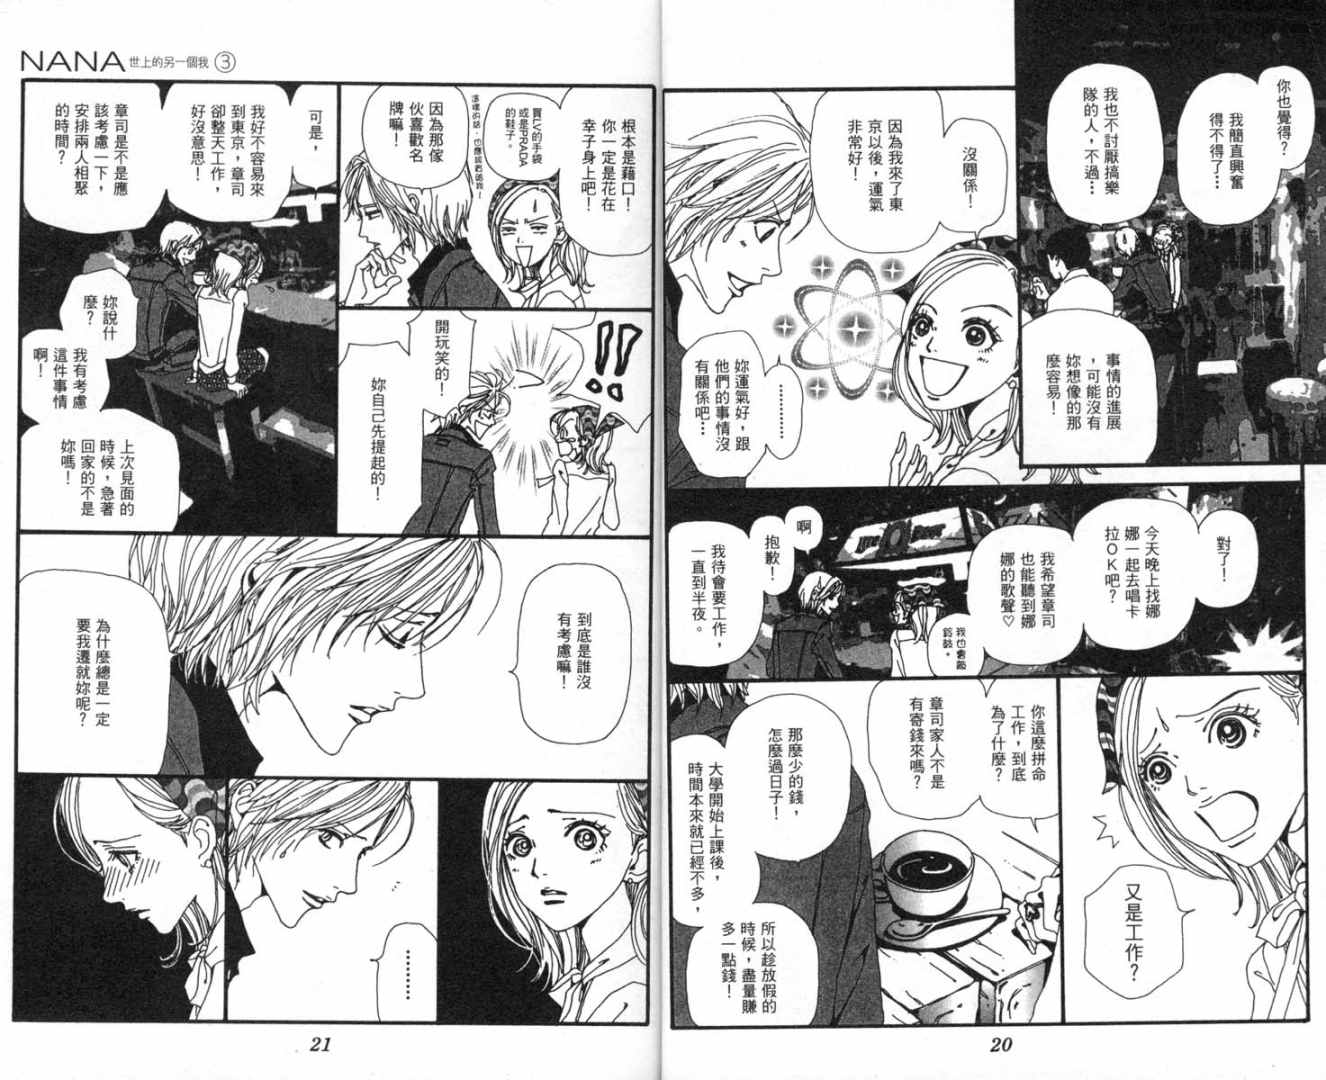 你也覺得?
我簡直興奮
得不得了…
我也不討厭搞樂
隊的人,不過…
事情的進展
,可能沒有
妳想像的那
麼容易!
沒關係!
因為我來了東
京以後,運氣
非常好!
⋯⋯⋯
妳運氣好,跟
他們的事情沒
有關係吧…
對了!
今天晚上找娜
娜一起去唱卡
拉OK吧?
我希望章司
也能聽到娜
娜的歌聲♡
我也會聽
啊
抱歉!
我待會要工作,
一直到半夜。
又是工作?
你這麼拼命
工作,到底
為了什麼?
章司家人不是
有寄錢來嗎?
那麼少的錢,
怎麼過日子!
大學開始上課後,
時間本來就已經不多,
所以趁放假的
時候,盡量賺
多一點錢!
20
NANA 世上的另一個我 ③
根本是藉口!
你一定是花在
幸子身上吧!
買LV的手袋
或是PRADA
的鞋子。
因為那傢
伙喜歡名
牌嘛!
!!
開玩笑的!
妳自己先提起的!
可是,
我好不容易來
到東京,章司
卻整天工作,
好沒意思!
章司是不是應
該考慮一下,
安排兩人相聚
的時間?
妳說什
麼?
我有考慮
這件事情
啊!
上次見面的
時候,急著
回家的不是
妳嗎!
到底是誰沒
有考慮嘛!
為什麼總是一定
要我遷就妳呢?
⋯⋯⋯
21